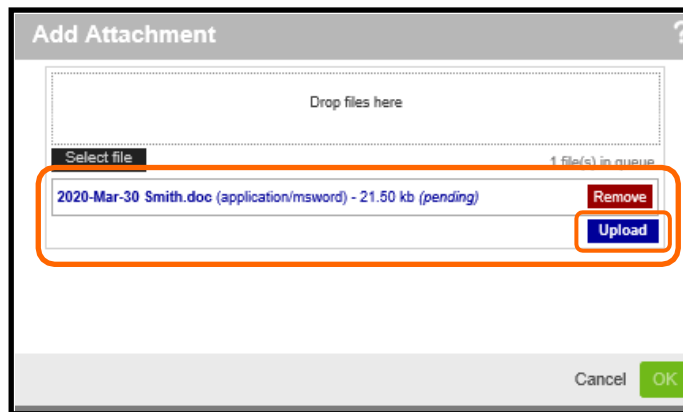 Add Attachment ?
Drop files here
Select file
1 file(s) in queue
2020-Mar-30 Smith.doc (application/msword) - 21.50 kb (pending) Remove
Upload
Cancel OK